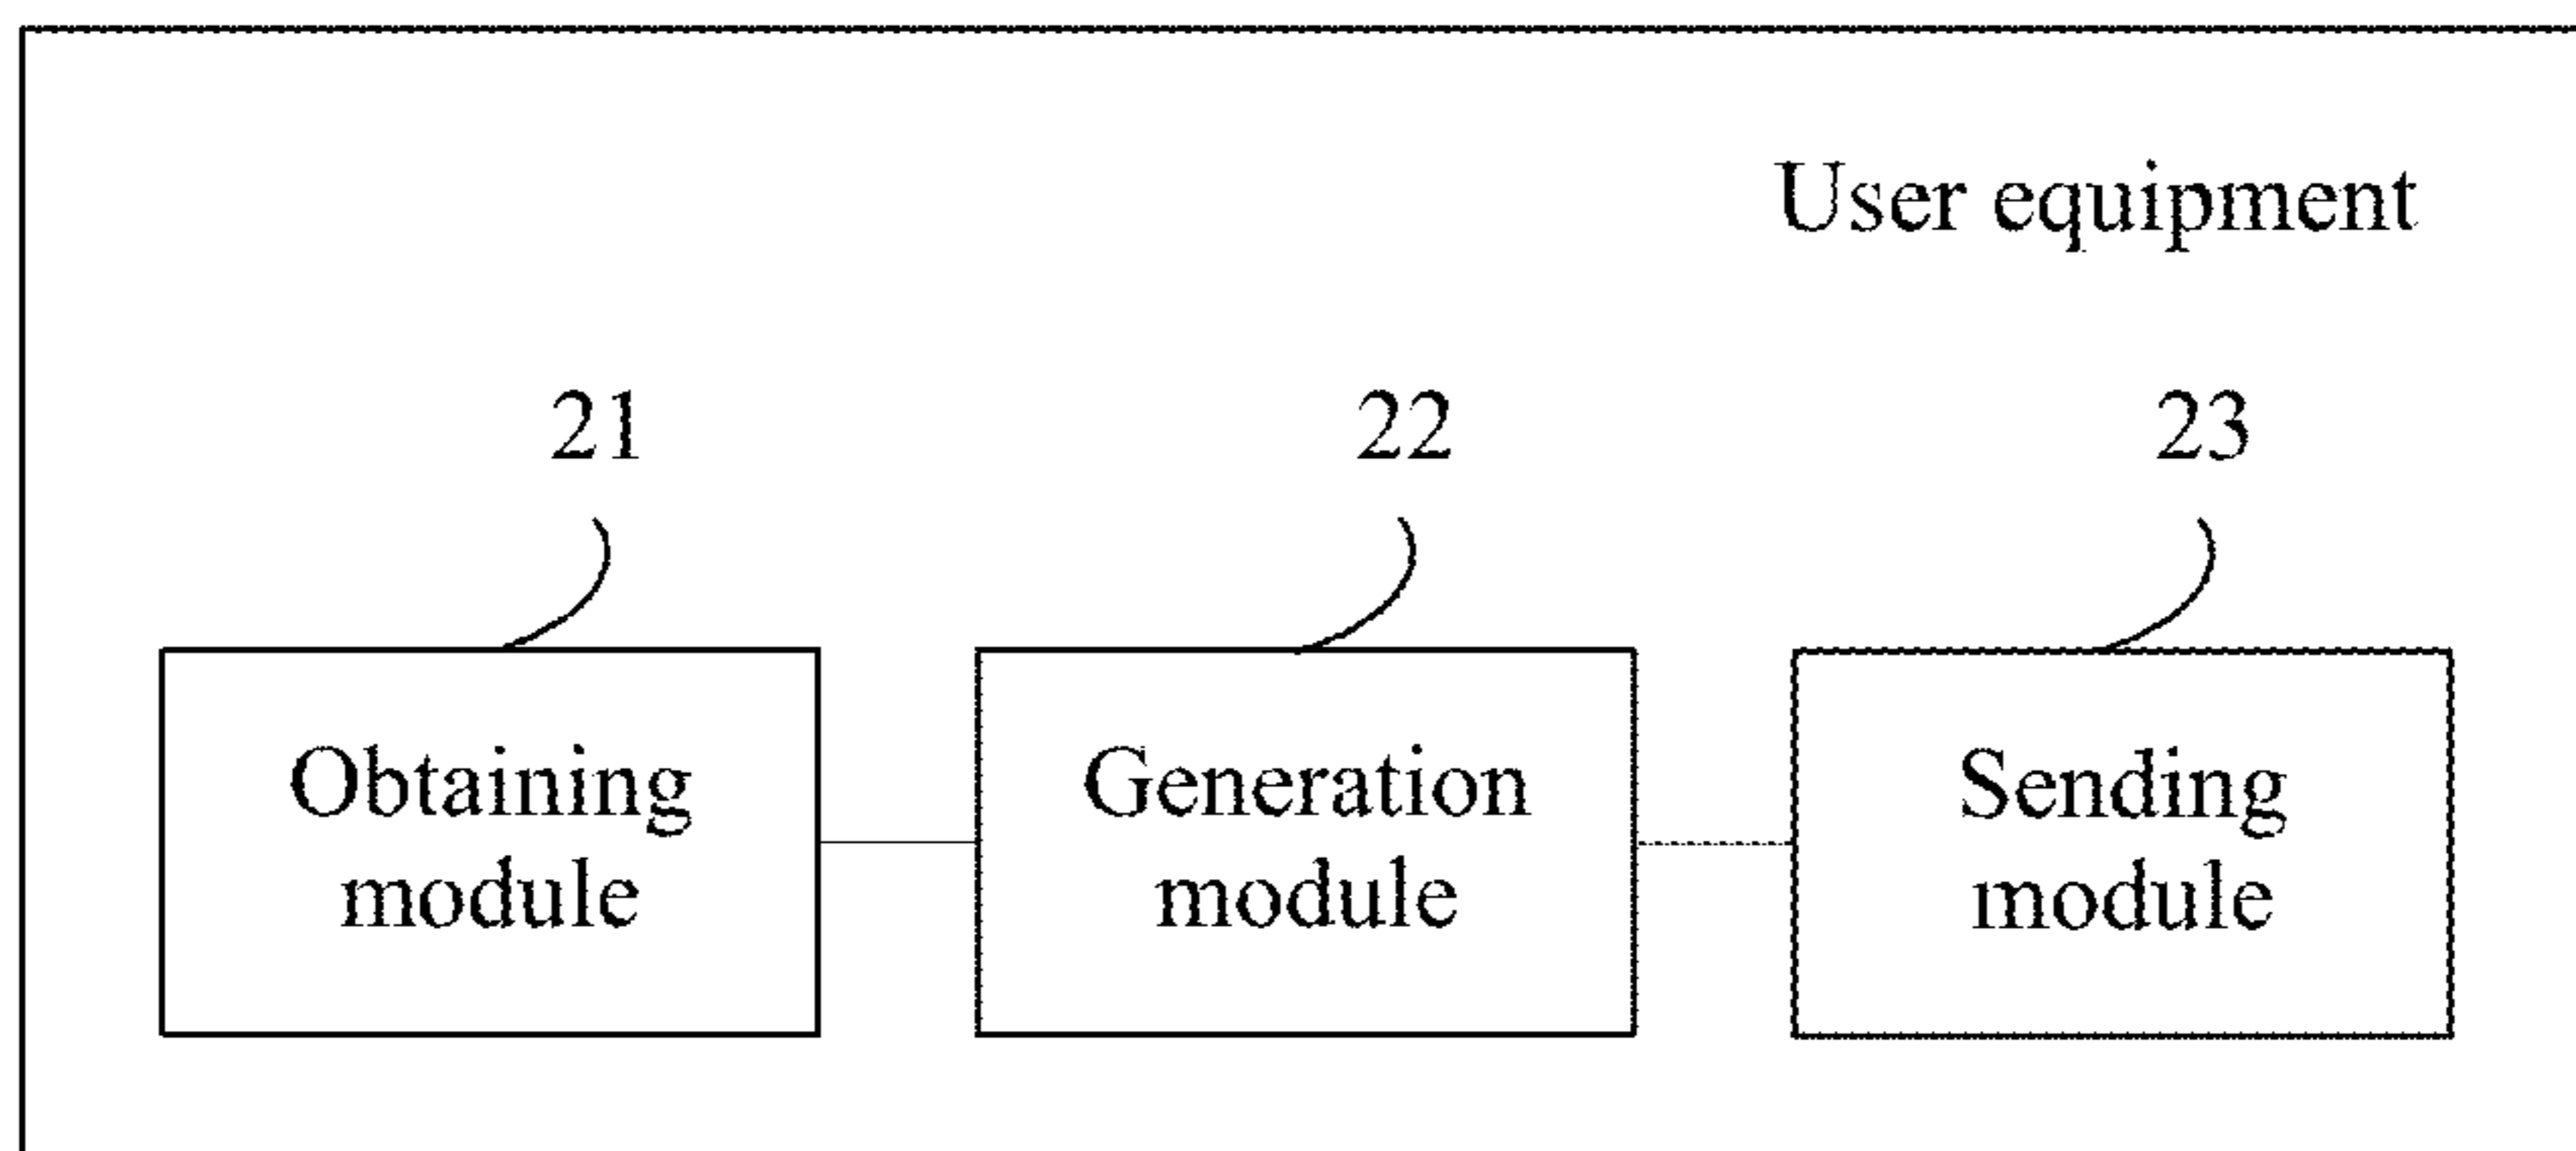 User equipment
21
22
23
Obtaining
module
Generation
module
Sending
module